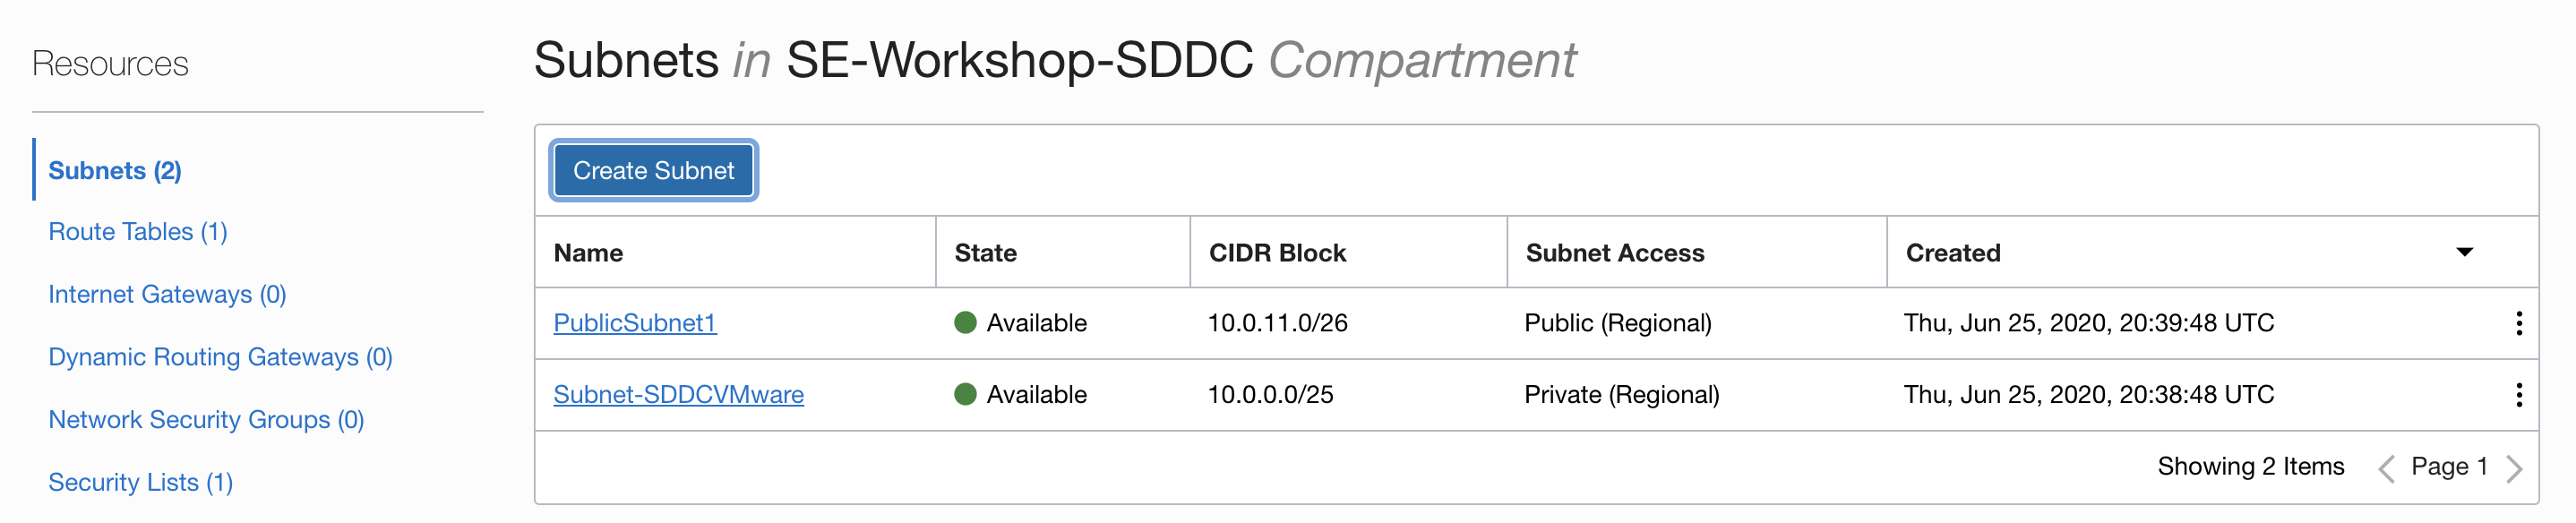 Resources
Subnets (2)
Route Tables (1)
Internet Gateways (0)
Dynamic Routing Gateways (0)
Network Security Groups (0)
Security Lists (1)
Subnets in SE-Workshop-SDDC Compartment
Create Subnet
Name State CIDR Block Subnet Access Created
PublicSubnet1 Available 10.0.11.0/26 Public (Regional) Thu, Jun 25, 2020, 20:39:48 UTC
Subnet-SDDCVMware Available 10.0.0.0/25 Private (Regional) Thu, Jun 25, 2020, 20:38:48 UTC
Showing 2 Items Page 1